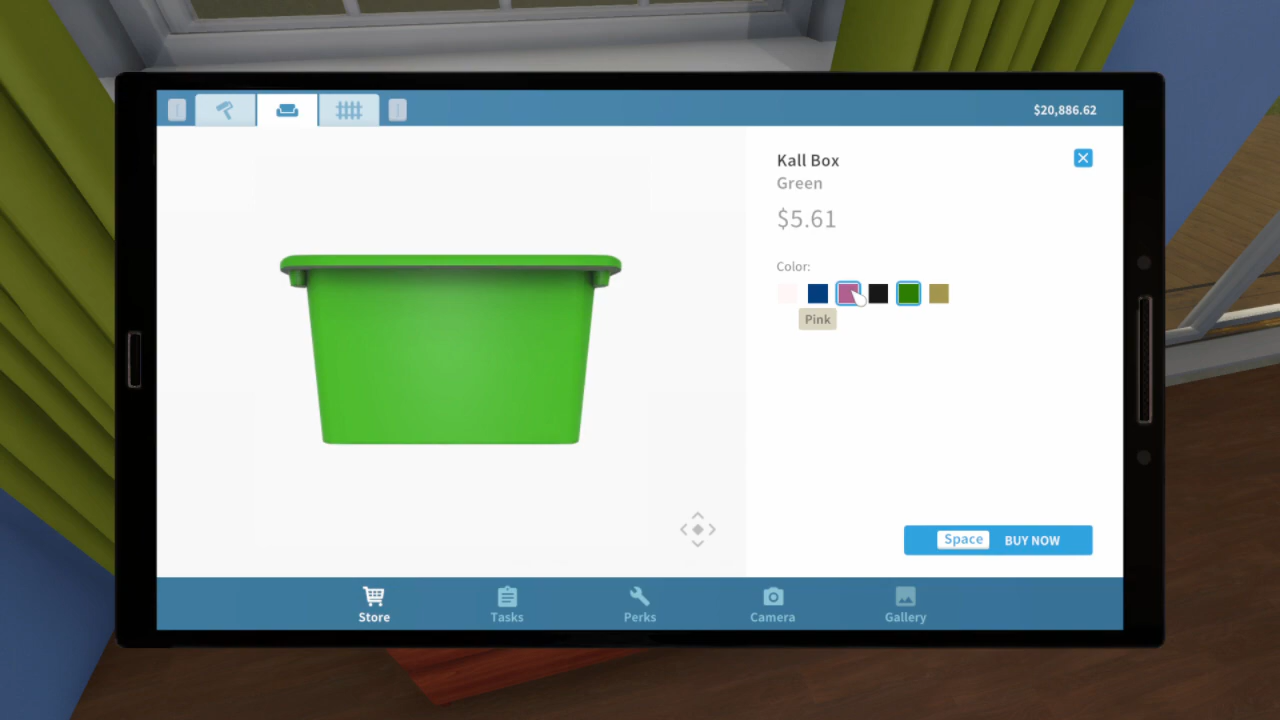 $20,886.62
Kall Box
Green
$5.61
Color:
Pink
Space BUY NOW
Store Tasks Perks Camera Gallery